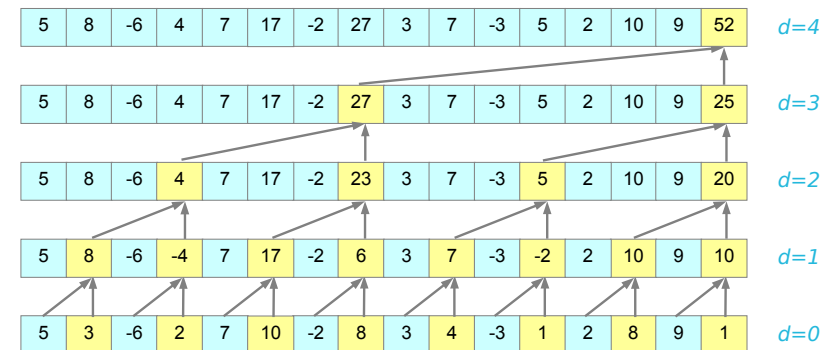 5 8 -6 4 7 17 -2 27 3 7 -3 5 2 10 9 52 d=4
5 8 -6 4 7 17 -2 27 3 7 -3 5 2 10 9 25 d=3
5 8 -6 4 7 17 -2 23 3 7 -3 5 2 10 9 20 d=2
5 8 -6 -4 7 17 -2 6 3 7 -3 -2 2 10 9 10 d=1
5 3 -6 2 7 10 -2 8 3 4 -3 1 2 8 9 1 d=0